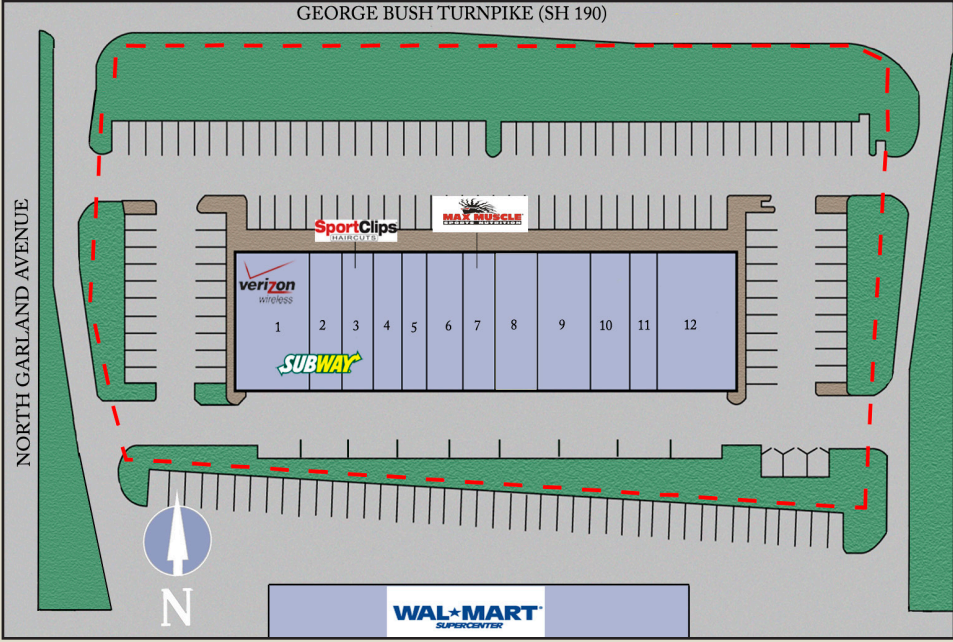 GEORGE BUSH TURNPIKE (SH 190)
NORTH GARLAND AVENUE
SportClips
HAIRCUTS
MAX MUSCLE
SPORTS NUTRITION
verizon
wireless
1 2 3 4 5 6 7 8 9 10 11 12
SUBWAY
N
WAL★MART
SUPERCENTER